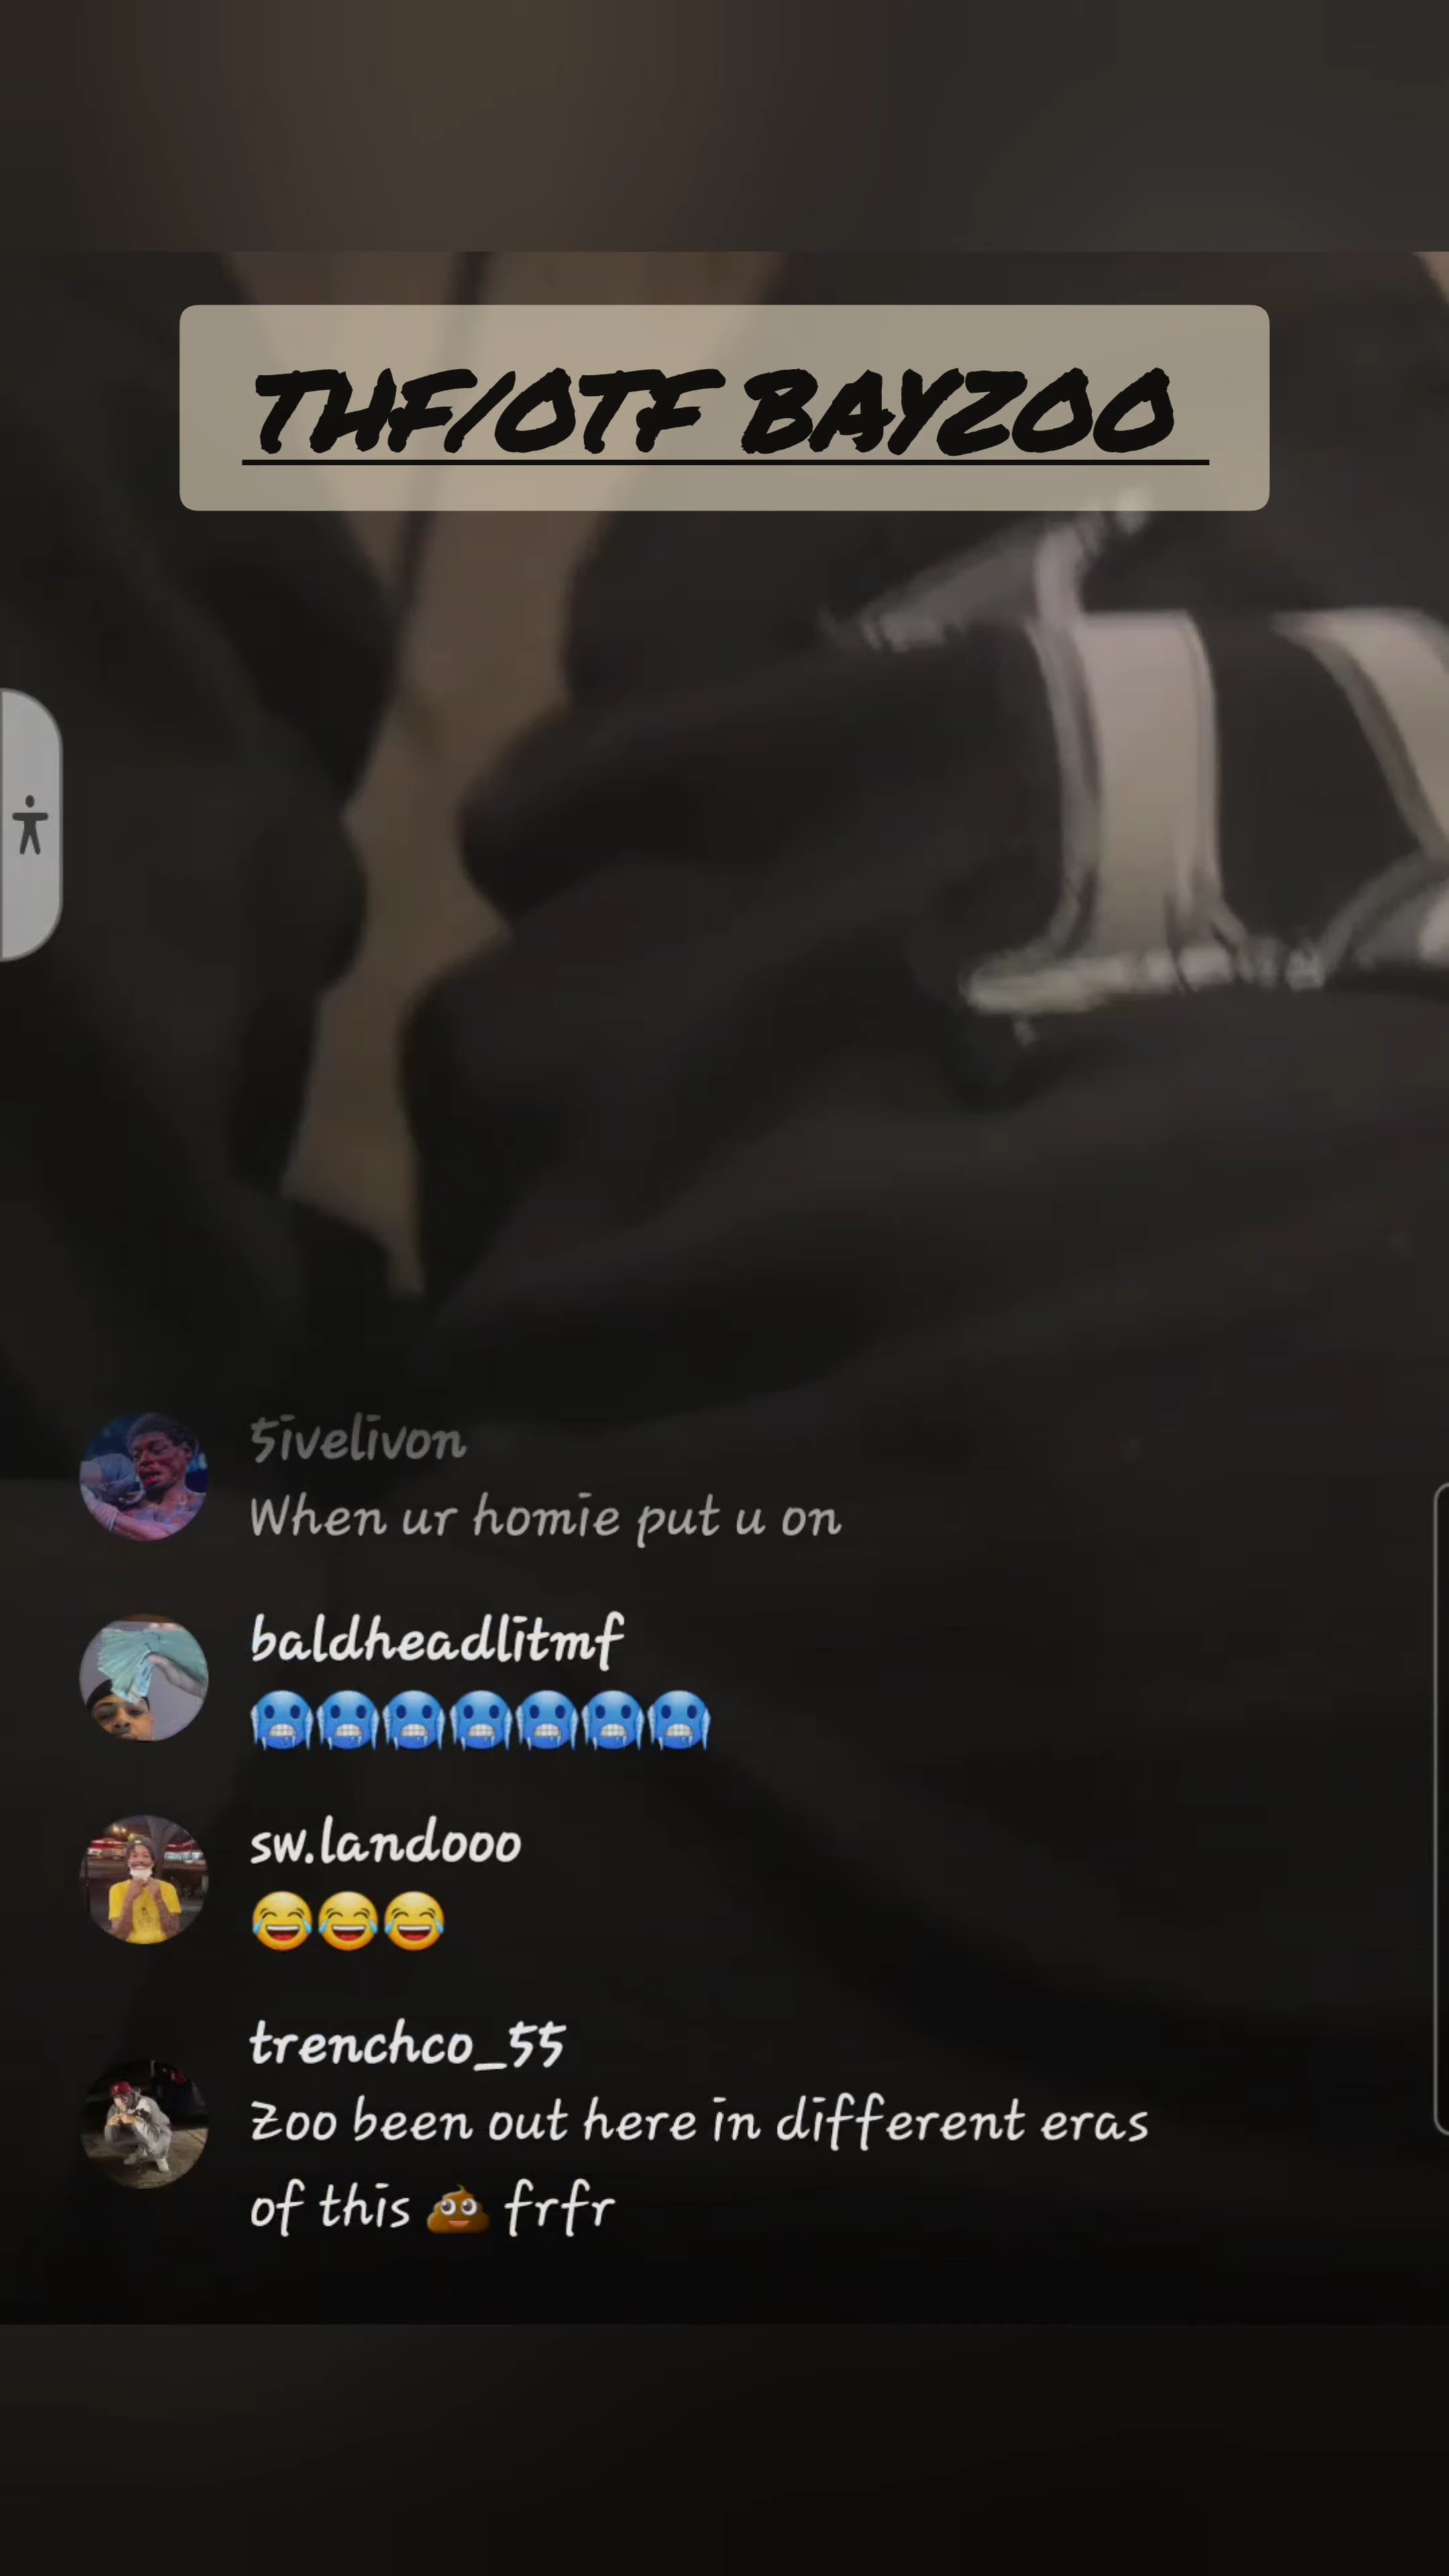 THF/OTF BAYZOO
5ivelivon
When ur homie put u on
baldheadlitmf
🥶🥶🥶🥶🥶🥶🥶
sw.landooo
😂😂😂
trenchco_55
Zoo been out here in different eras
of this 💩 frfr